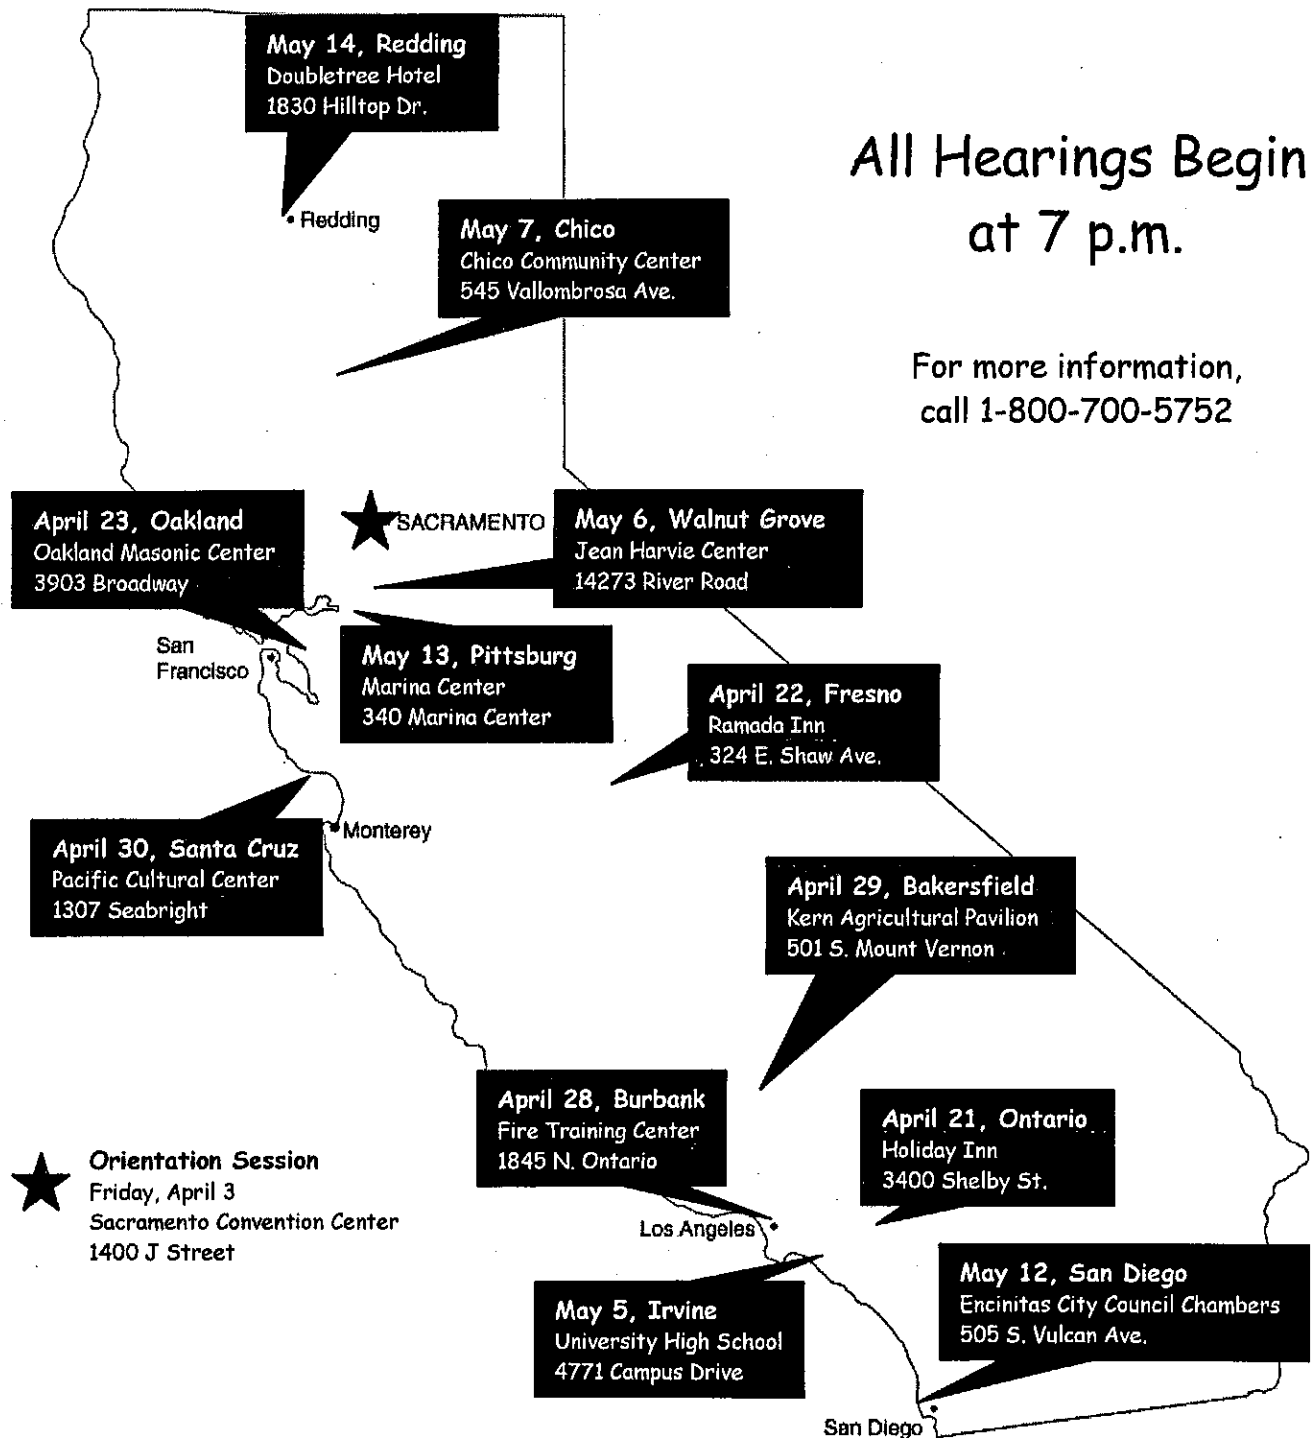 May 14, Redding
Doubletree Hotel
1830 Hilltop Dr.
All Hearings Begin
at 7 p.m.
Redding
May 7, Chico
Chico Community Center
545 Vallombrosa Ave.
For more information,
call 1-800-700-5752
April 23, Oakland
Oakland Masonic Center
3903 Broadway
SACRAMENTO
May 6, Walnut Grove
Jean Harvie Center
14273 River Road
San
Francisco
May 13, Pittsburg
Marina Center
340 Marina Center
April 22, Fresno
Ramada Inn
324 E. Shaw Ave.
April 30, Santa Cruz
Pacific Cultural Center
1307 Seabright
Monterey
April 29, Bakersfield
Kern Agricultural Pavilion
501 S. Mount Vernon
April 28, Burbank
Fire Training Center
1845 N. Ontario
April 21, Ontario
Holiday Inn
3400 Shelby St.
Orientation Session
Friday, April 3
Sacramento Convention Center
1400 J Street
Los Angeles
May 5, Irvine
University High School
4771 Campus Drive
May 12, San Diego
Encinitas City Council Chambers
505 S. Vulcan Ave.
San Diego